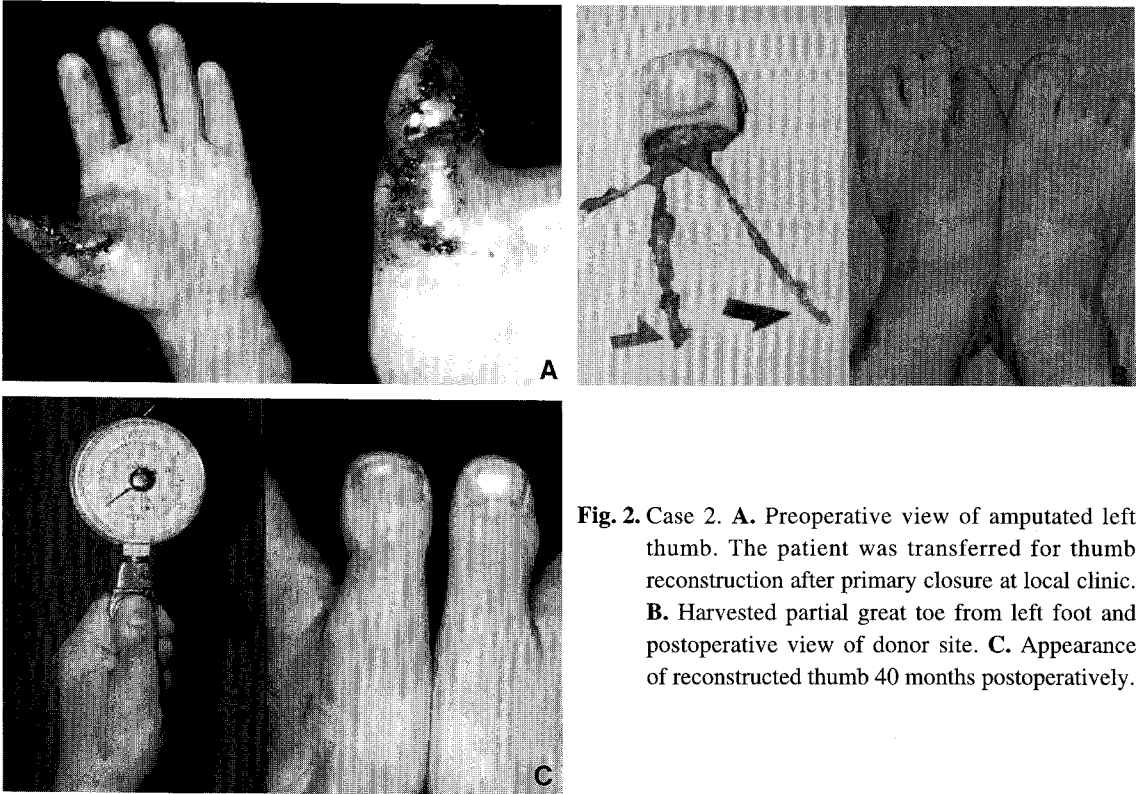 A
B
C
Fig. 2. Case 2. A. Preoperative view of amputated left
thumb. The patient was transferred for thumb
reconstruction after primary closure at local clinic.
B. Harvested partial great toe from left foot and
postoperative view of donor site. C. Appearance
of reconstructed thumb 40 months postoperatively.